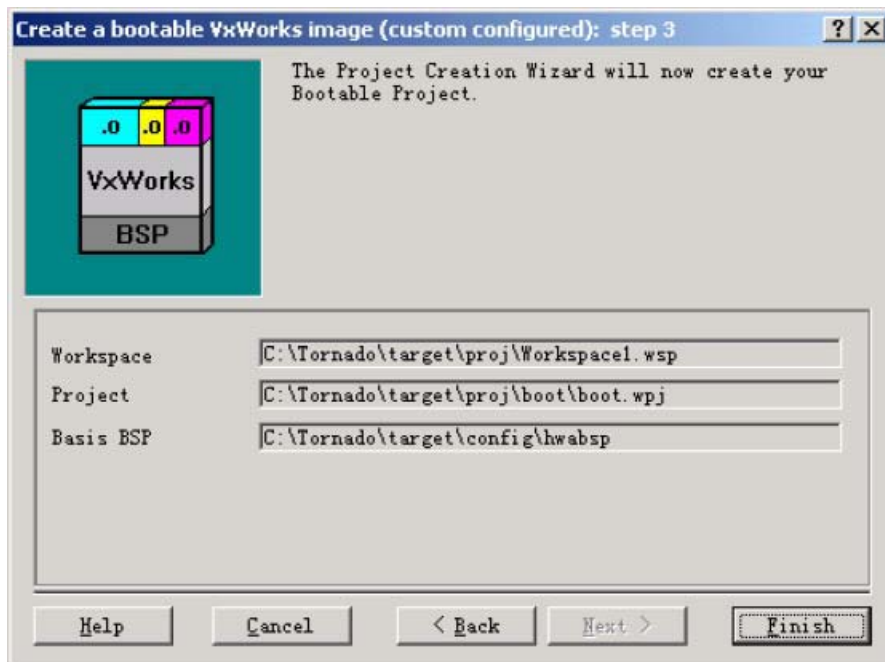 Create a bootable VxWorks image (custom configured): step 3
The Project Creation Wizard will now create your
Bootable Project.
.0 .0 .0
VxWorks
BSP
Workspace C:\Tornado\target\proj\Workspace1.wsp
Project C:\Tornado\target\proj\boot\boot.wpj
Basis BSP C:\Tornado\target\config\hwabsp
Help Cancel < Back Next > Finish